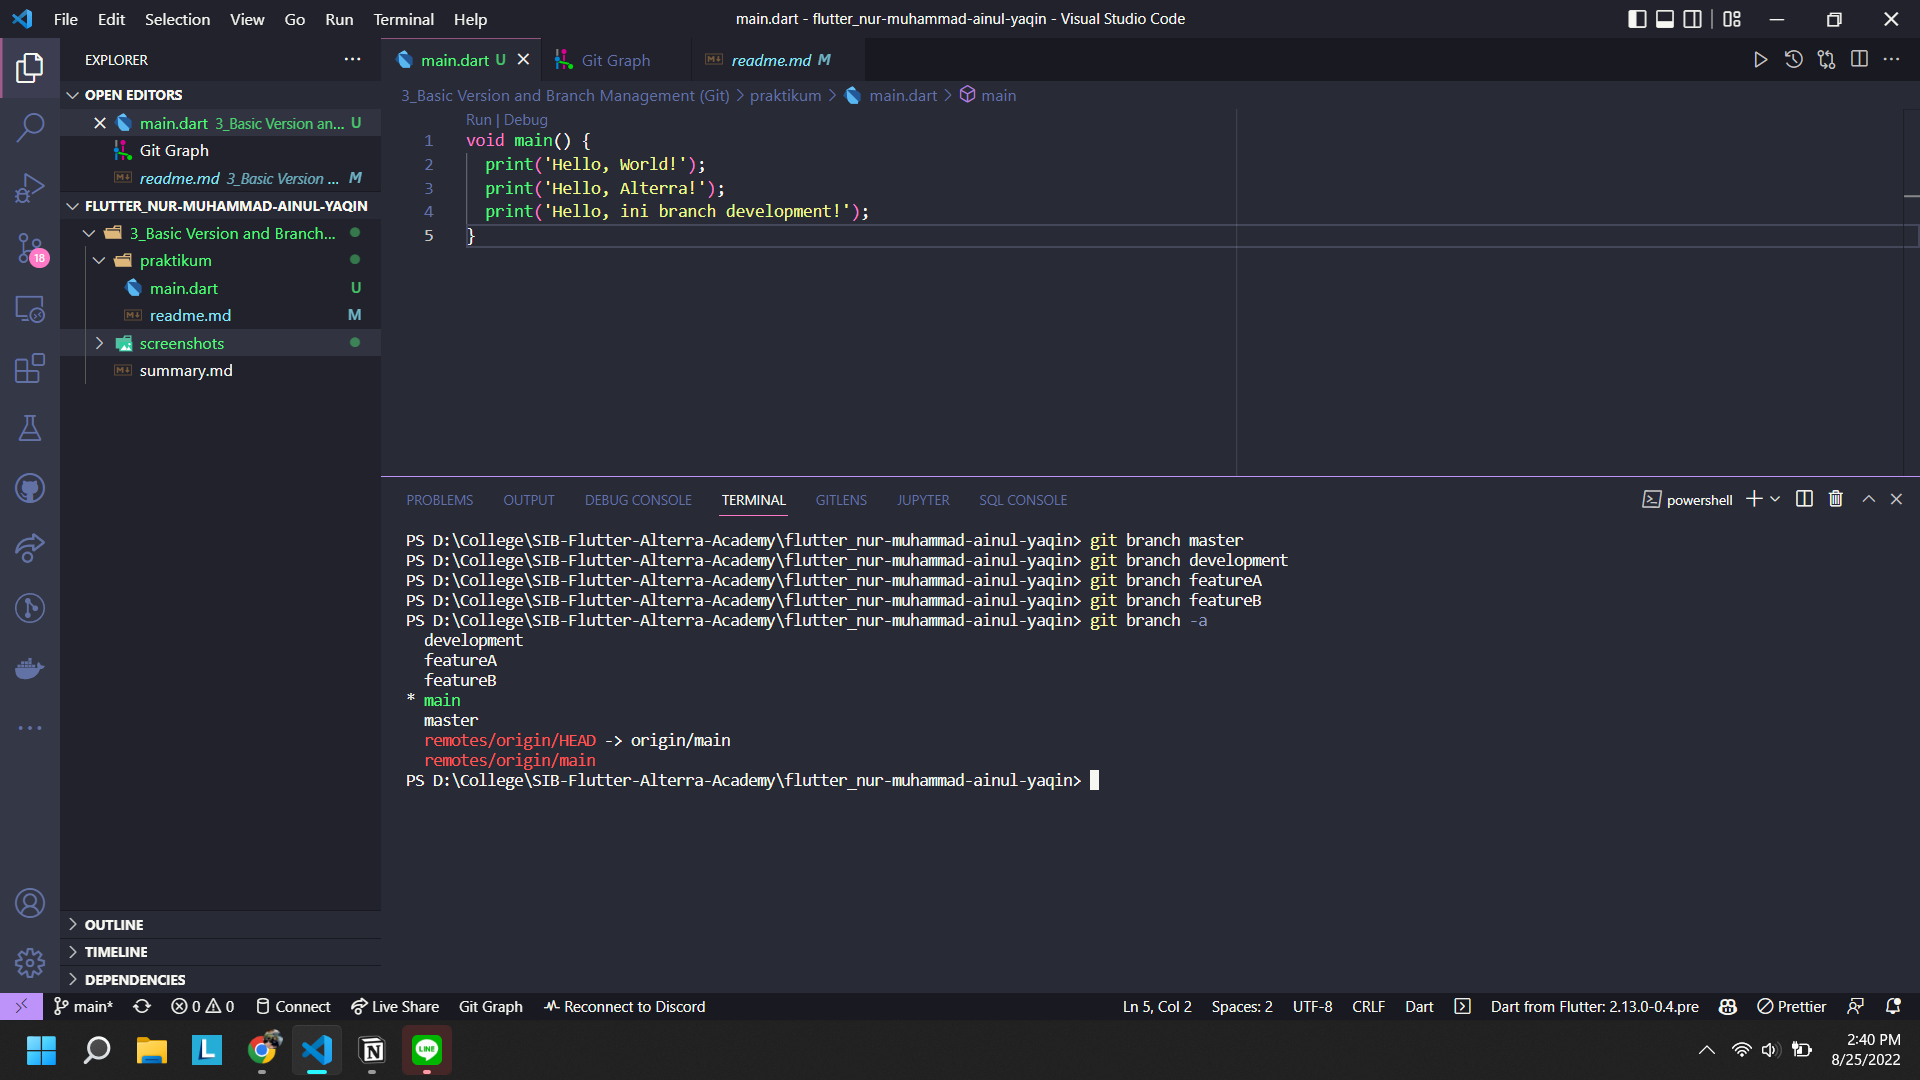 File Edit Selection View Go Run Terminal Help
main.dart - flutter_nur-muhammad-ainul-yaqin - Visual Studio Code
EXPLORER
OPEN EDITORS
main.dart 3_Basic Version an... U
Git Graph
readme.md 3_Basic Version ... M
FLUTTER_NUR-MUHAMMAD-AINUL-YAQIN
3_Basic Version and Branch...
praktikum
main.dart U
readme.md M
screenshots
summary.md
OUTLINE
TIMELINE
DEPENDENCIES
18
main.dart U
Git Graph
readme.md M
3_Basic Version and Branch Management (Git) > praktikum > main.dart > main
Run | Debug
1 void main() {
2 print('Hello, World!');
3 print('Hello, Alterra!');
4 print('Hello, ini branch development!');
5 }
PROBLEMS OUTPUT DEBUG CONSOLE TERMINAL GITLENS JUPYTER SQL CONSOLE
powershell
PS D:\College\SIB-Flutter-Alterra-Academy\flutter_nur-muhammad-ainul-yaqin> git branch master
PS D:\College\SIB-Flutter-Alterra-Academy\flutter_nur-muhammad-ainul-yaqin> git branch development
PS D:\College\SIB-Flutter-Alterra-Academy\flutter_nur-muhammad-ainul-yaqin> git branch featureA
PS D:\College\SIB-Flutter-Alterra-Academy\flutter_nur-muhammad-ainul-yaqin> git branch featureB
PS D:\College\SIB-Flutter-Alterra-Academy\flutter_nur-muhammad-ainul-yaqin> git branch -a
development
featureA
featureB
* main
master
remotes/origin/HEAD -> origin/main
remotes/origin/main
PS D:\College\SIB-Flutter-Alterra-Academy\flutter_nur-muhammad-ainul-yaqin>
main* 0 0 Connect Live Share Git Graph Reconnect to Discord
Ln 5, Col 2 Spaces: 2 UTF-8 CRLF Dart Dart from Flutter: 2.13.0-0.4.pre Prettier
L
N
LINE
2:40 PM
8/25/2022